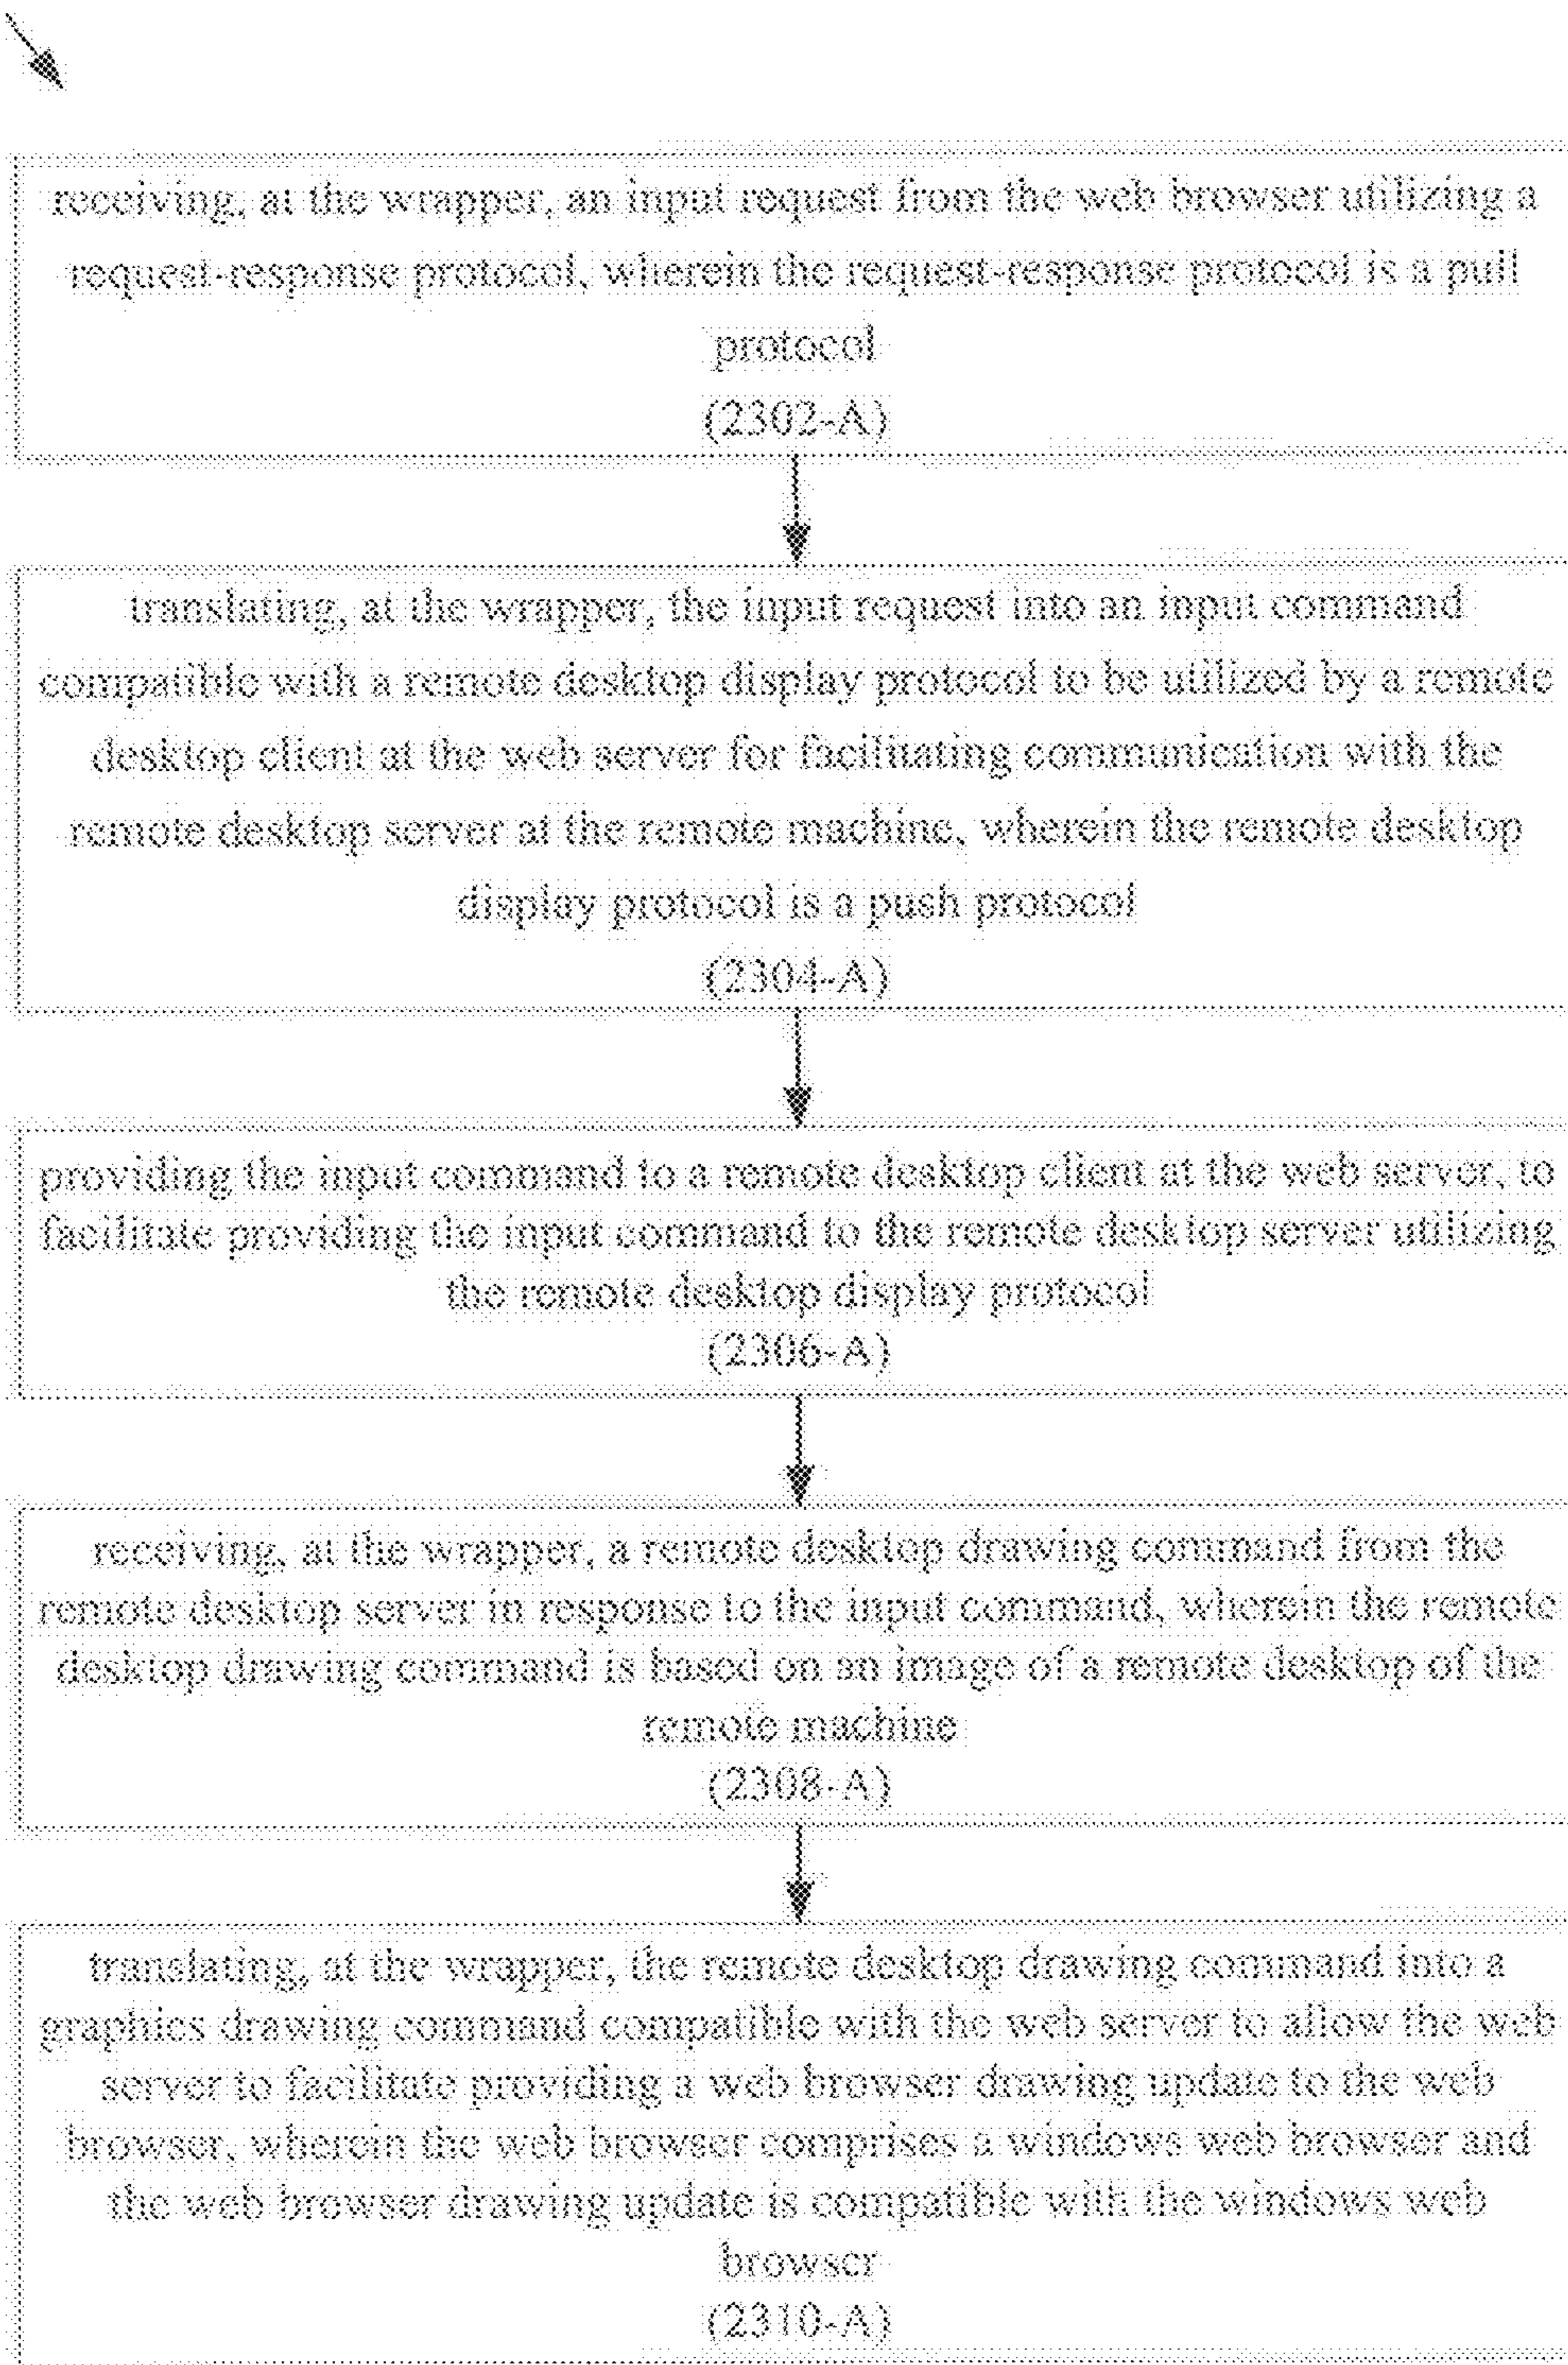 receiving, at the wrapper, an input request from the web browser utilizing a
request-response protocol, wherein the request-response protocol is a pull
protocol
(2302-A)
translating, at the wrapper, the input request into an input command
compatible with a remote desktop display protocol to be utilized by a remote
desktop client at the web server for facilitating communication with the
remote desktop server at the remote machine, wherein the remote desktop
display protocol is a push protocol
(2304-A)
providing the input command to a remote desktop client at the web server, to
facilitate providing the input command to the remote desktop server utilizing
the remote desktop display protocol
(2306-A)
receiving, at the wrapper, a remote desktop drawing command from the
remote desktop server in response to the input command, wherein the remote
desktop drawing command is based on an image of a remote desktop of the
remote machine
(2308-A)
translating, at the wrapper, the remote desktop drawing command into a
graphics drawing command compatible with the web server to allow the web
server to facilitate providing a web browser drawing update to the web
browser, wherein the web browser comprises a windows web browser and
the web browser drawing update is compatible with the windows web
browser
(2310-A)